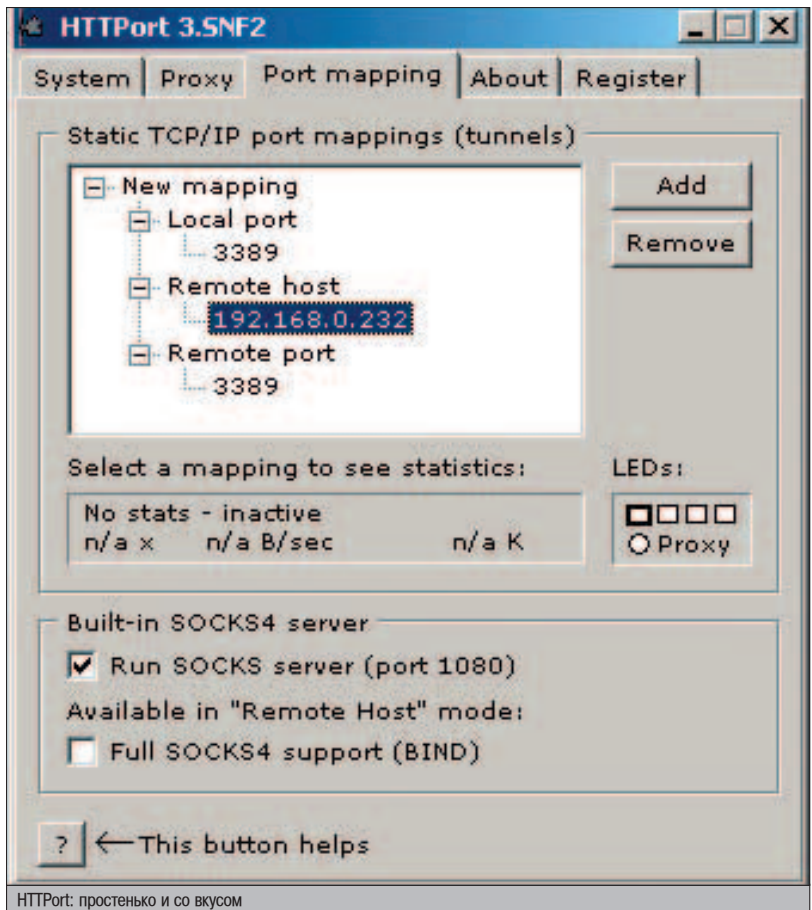 HTTPort 3.SNF2
System Proxy Port mapping About Register
Static TCP/IP port mappings (tunnels)
New mapping
Local port
3389
Remote host
192.168.0.232
Remote port
3389
Add
Remove
Select a mapping to see statistics:
No stats - inactive
n/a x n/a B/sec n/a K
LEDs:
Proxy
Built-in SOCKS4 server
Run SOCKS server (port 1080)
Available in "Remote Host" mode:
Full SOCKS4 support (BIND)
? ←This button helps
HTTPort: простенько и со вкусом